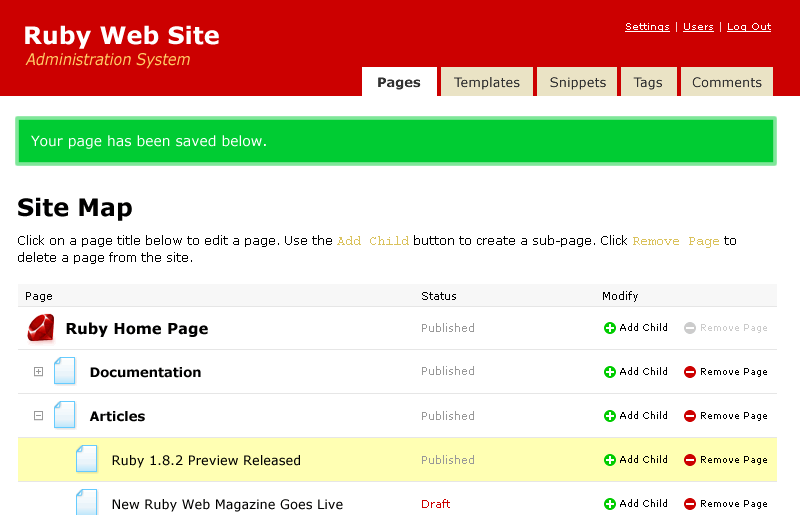 Ruby Web Site
Administration System
Settings | Users | Log Out
Pages Templates Snippets Tags Comments
Your page has been saved below.
Site Map
Click on a page title below to edit a page. Use the Add Child button to create a sub-page. Click Remove Page to
delete a page from the site.
Page Status Modify
Ruby Home Page Published Add Child Remove Page
Documentation Published Add Child Remove Page
Articles Published Add Child Remove Page
Ruby 1.8.2 Preview Released Published Add Child Remove Page
New Ruby Web Magazine Goes Live Draft Add Child Remove Page